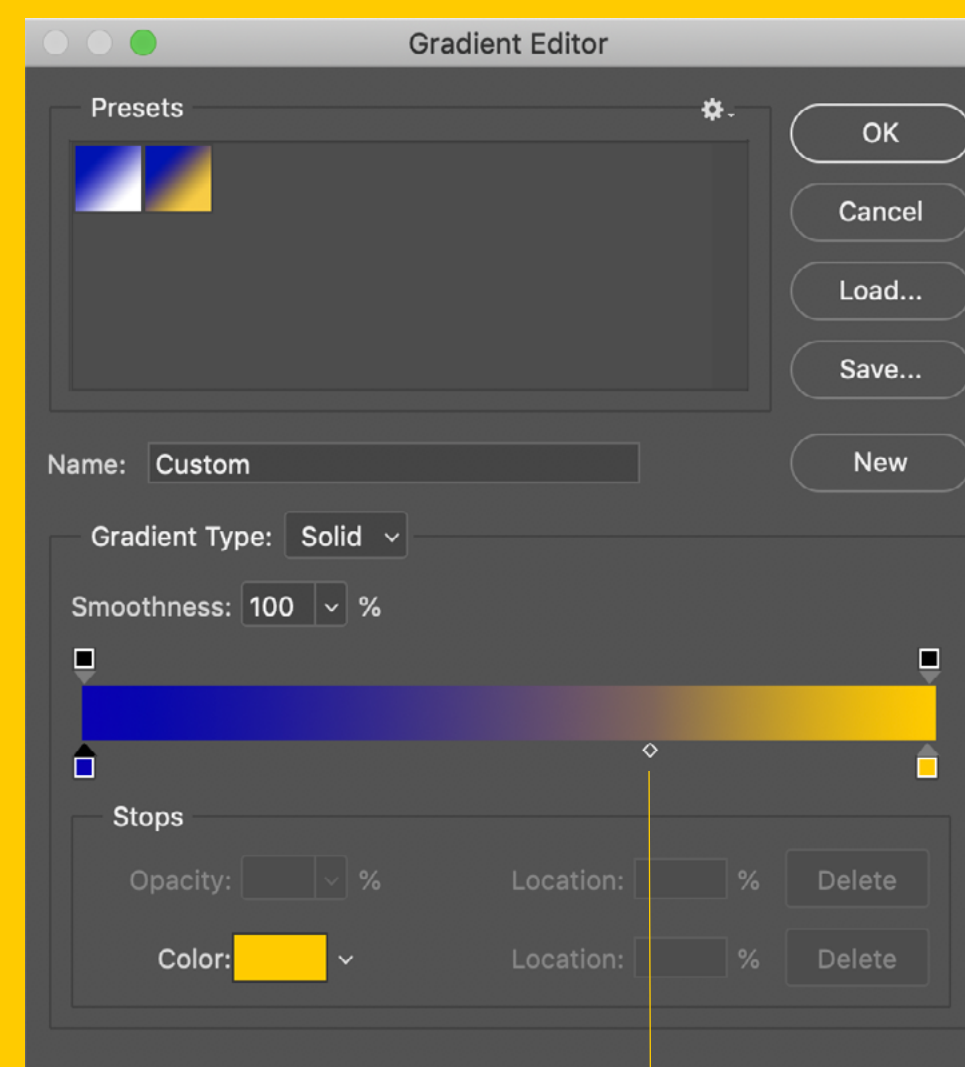 Gradient Editor
Presets
OK
Cancel
Load...
Save...
Name: Custom
New
Gradient Type: Solid
Smoothness: 100 %
Stops
Opacity: % Location: % Delete
Color: Location: % Delete